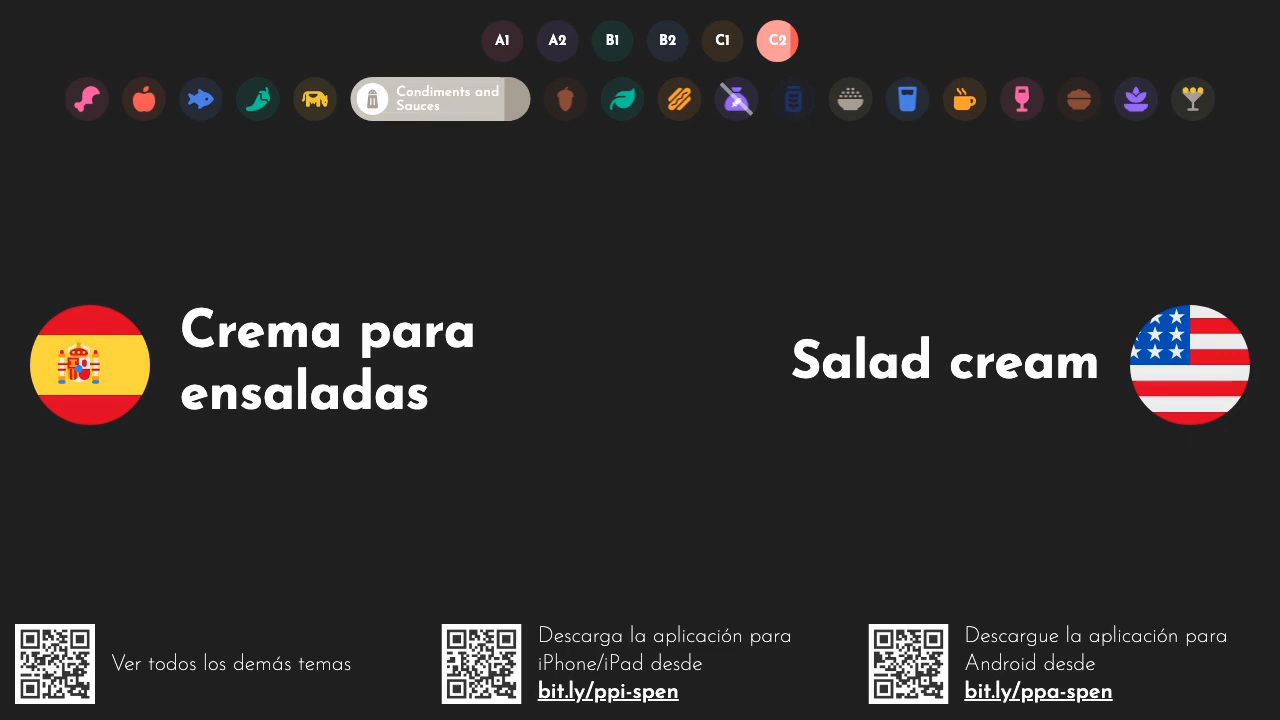 A1 A2 B1 B2 C1 C2
Condiments and
Sauces
Crema para
ensaladas
Salad cream
Ver todos los demás temas
Descarga la aplicación para
iPhone/iPad desde
bit.ly/ppi-spen
Descargue la aplicación para
Android desde
bit.ly/ppa-spen